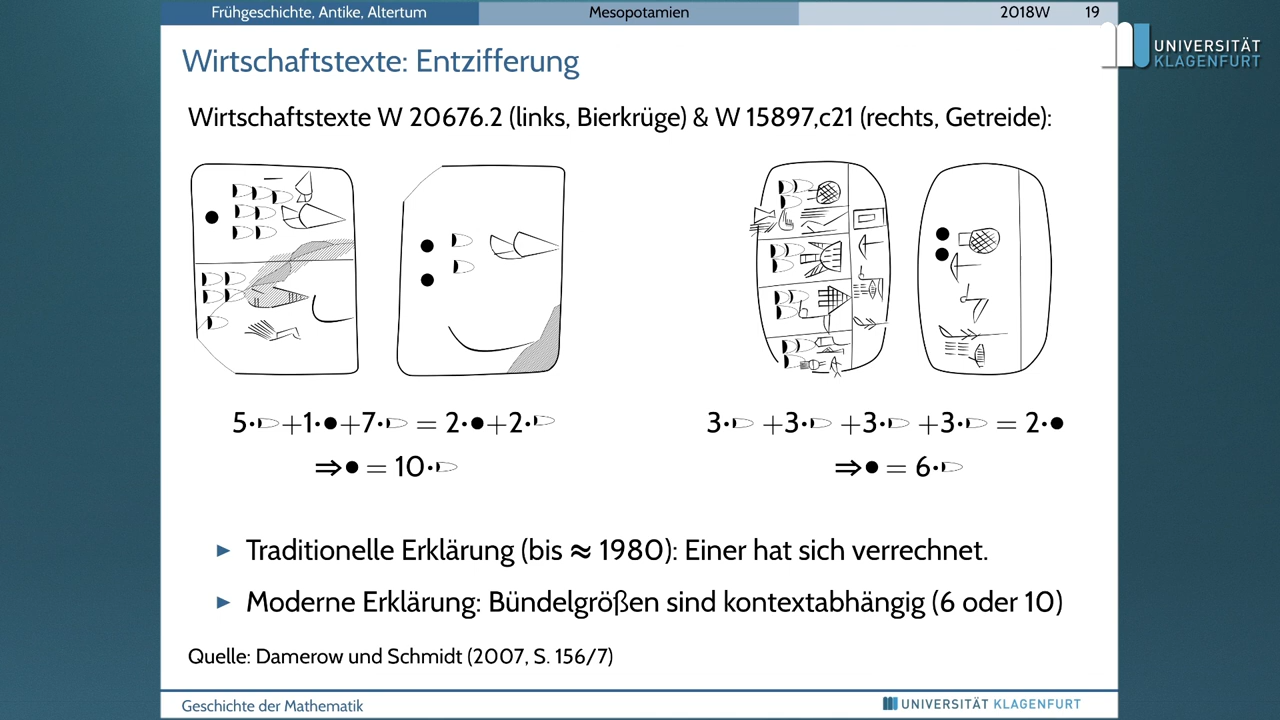 Frühgeschichte, Antike, Altertum Mesopotamien 2018W 19
UNIVERSITÄT
KLAGENFURT
Wirtschaftstexte: Entzifferung
Wirtschaftstexte W 20676.2 (links, Bierkrüge) & W 15897,c21 (rechts, Getreide):
5· +1·●+7· = 2·●+2·
3· +3· +3· +3· = 2·●
⇒● = 10·
⇒● = 6·
► Traditionelle Erklärung (bis ≈ 1980): Einer hat sich verrechnet.
► Moderne Erklärung: Bündelgrößen sind kontextabhängig (6 oder 10)
Quelle: Damerow und Schmidt (2007, S. 156/7)
Geschichte der Mathematik UNIVERSITÄT KLAGENFURT